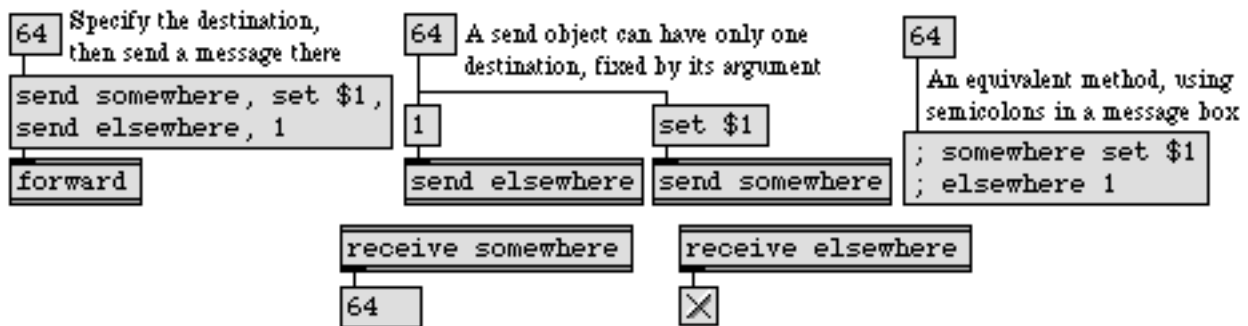 64
Specify the destination,
then send a message there
send somewhere, set $1,
send elsewhere, 1
forward
64
A send object can have only one
destination, fixed by its argument
1
set $1
send elsewhere
send somewhere
64
An equivalent method, using
semicolons in a message box
; somewhere set $1
; elsewhere 1
receive somewhere
64
receive elsewhere